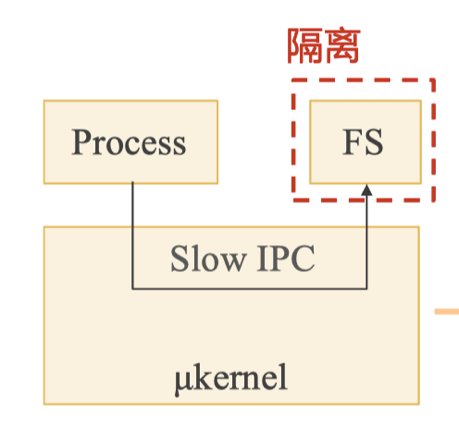 隔离
Process
FS
Slow IPC
μkernel